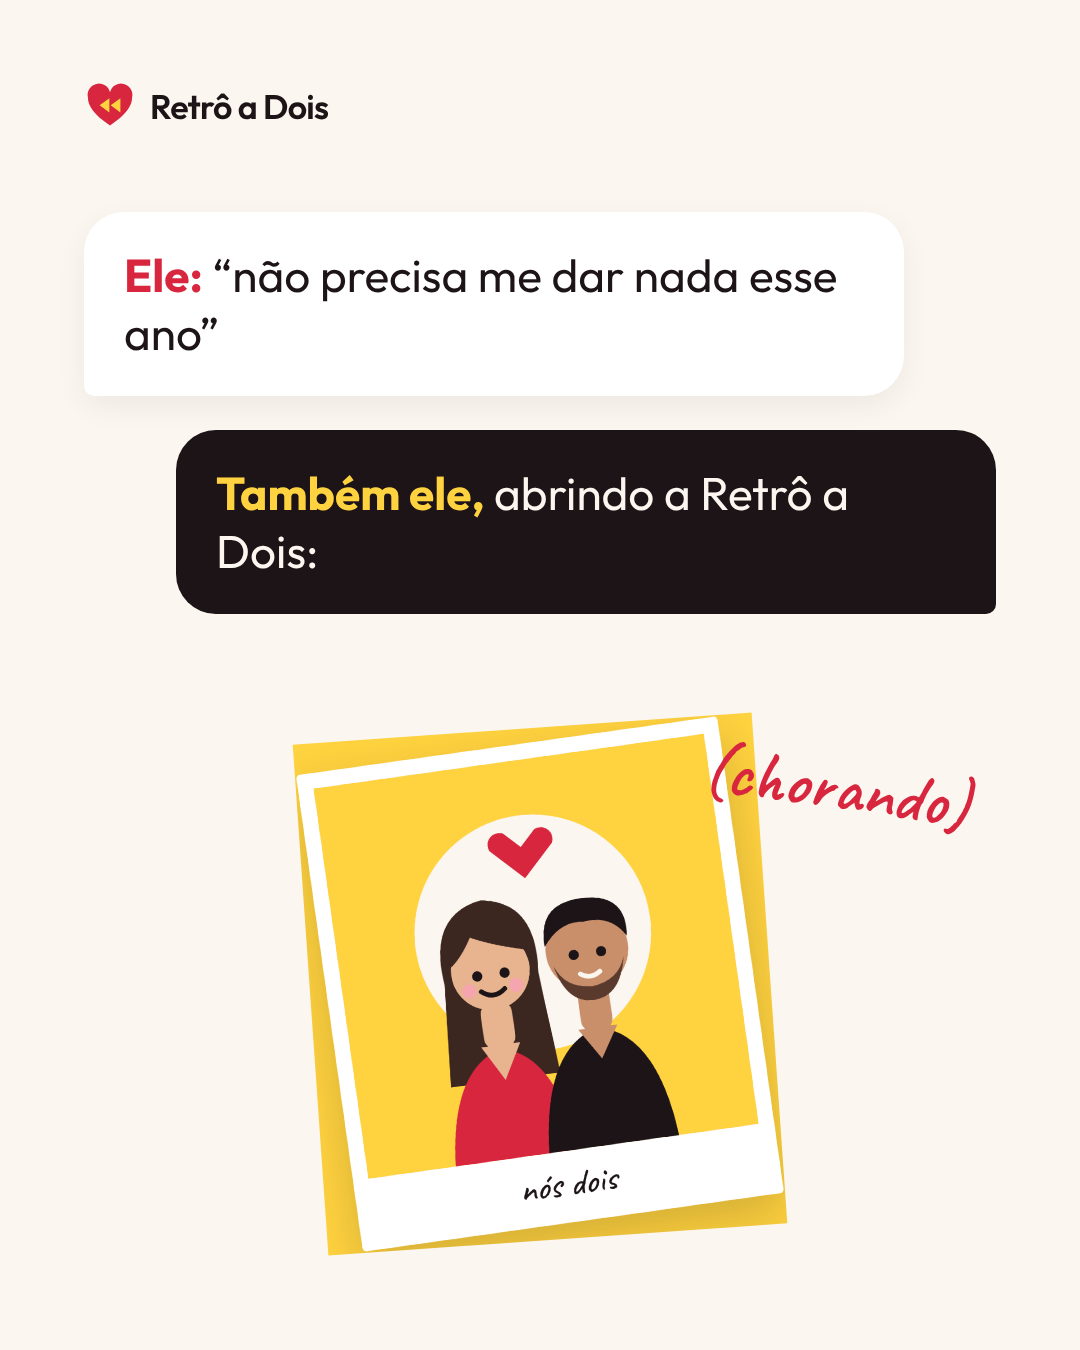 Retrô a Dois
Ele: “não precisa me dar nada esse
ano”
Também ele, abrindo a Retrô a
Dois:
(chorando)
nós dois